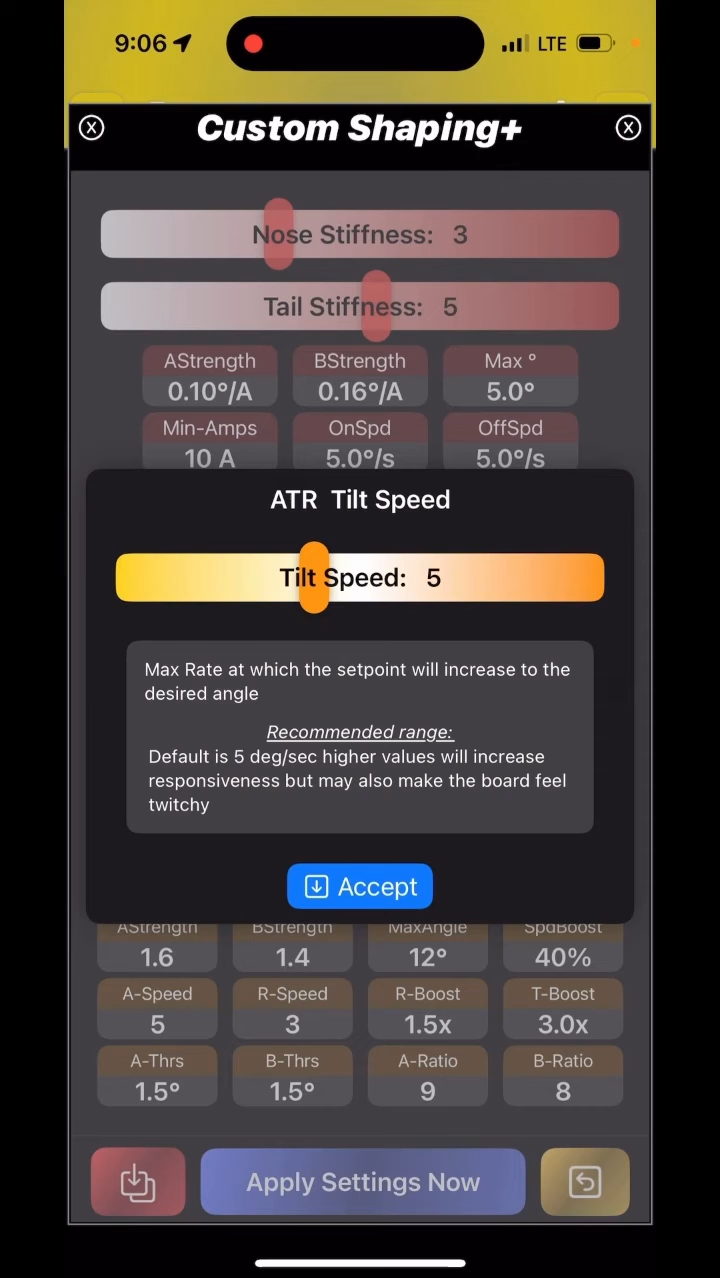 9:06
LTE
Custom Shaping+
Nose Stiffness: 3
Tail Stiffness: 5
AStrength BStrength Max °
0.10°/A 0.16°/A 5.0°
Min-Amps OnSpd OffSpd
10 A 5.0°/s 5.0°/s
ATR Tilt Speed
Tilt Speed: 5
Max Rate at which the setpoint will increase to the
desired angle
Recommended range:
Default is 5 deg/sec higher values will increase
responsiveness but may also make the board feel
twitchy
Accept
AStrength BStrength MaxAngle SpdBoost
1.6 1.4 12° 40%
A-Speed R-Speed R-Boost T-Boost
5 3 1.5x 3.0x
A-Thrs B-Thrs A-Ratio B-Ratio
1.5° 1.5° 9 8
Apply Settings Now